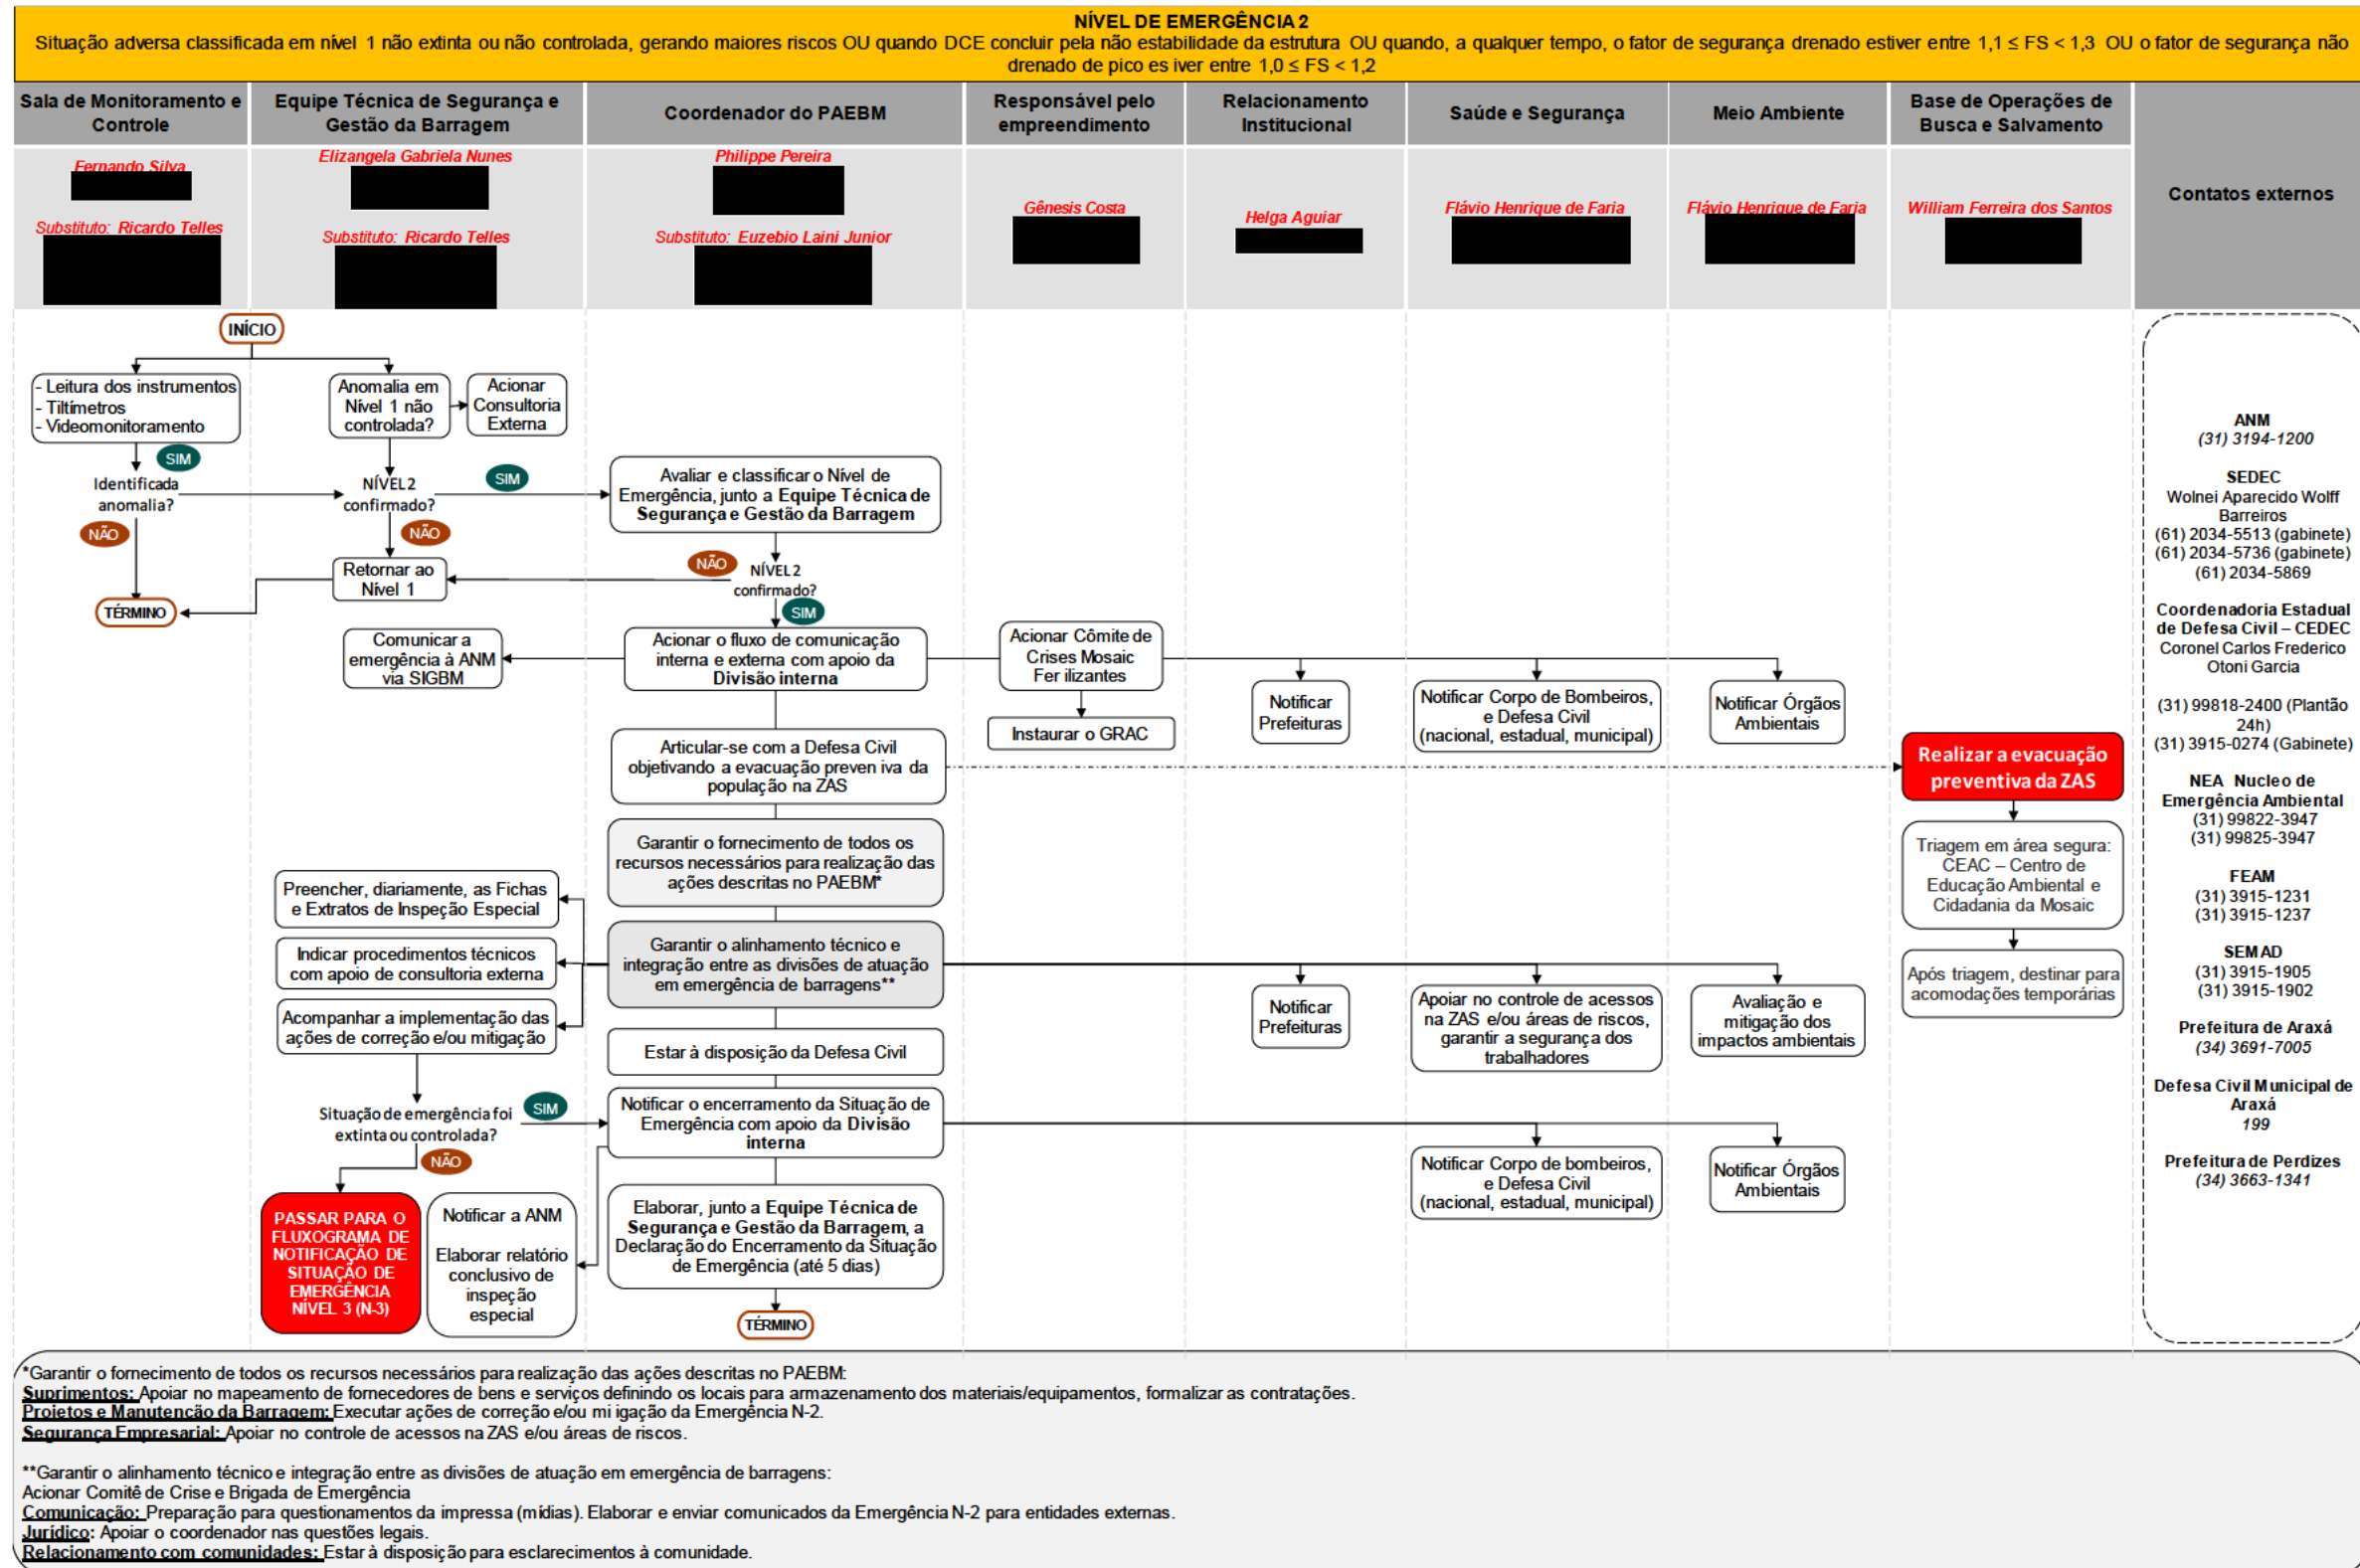 NÍVEL DE EMERGÊNCIA 2
Situação adversa classificada em nível 1 não extinta ou não controlada, gerando maiores riscos OU quando DCE concluir pela não estabilidade da estrutura OU quando, a qualquer tempo, o fator de segurança drenado estiver entre 1,1 ≤ FS < 1,3 OU o fator de segurança não
drenado de pico es iver entre 1,0 ≤ FS < 1,2
Sala de Monitoramento e
Controle
Equipe Técnica de Segurança e
Gestão da Barragem
Coordenador do PAEBM
Responsável pelo
empreendimento
Relacionamento
Institucional
Saúde e Segurança
Meio Ambiente
Base de Operações de
Busca e Salvamento
Contatos externos
Fernando Silva
Substituto: Ricardo Telles
Elizangela Gabriela Nunes
Substituto: Ricardo Telles
Philippe Pereira
Substituto: Euzebio Laini Junior
Gênesis Costa
Helga Aguiar
Flávio Henrique de Faria
Flávio Henrique de Faria
William Ferreira dos Santos
INÍCIO
- Leitura dos instrumentos
- Tiltímetros
- Videomonitoramento
Anomalia em
Nível 1 não
controlada?
Acionar
Consultoria
Externa
SIM
Identificada
anomalia?
NÃO
NÍVEL 2
confirmado?
SIM
NÃO
Avaliar e classificar o Nível de
Emergência, junto a Equipe Técnica de
Segurança e Gestão da Barragem
Retornar ao
Nível 1
NÃO
NÍVEL 2
confirmado?
SIM
TÉRMINO
Comunicar a
emergência à ANM
via SIGBM
Acionar o fluxo de comunicação
interna e externa com apoio da
Divisão interna
Acionar Cômite de
Crises Mosaic
Fer ilizantes
Instaurar o GRAC
Notificar
Prefeituras
Notificar Corpo de Bombeiros,
e Defesa Civil
(nacional, estadual, municipal)
Notificar Órgãos
Ambientais
Articular-se com a Defesa Civil
objetivando a evacuação preven iva da
população na ZAS
Realizar a evacuação
preventiva da ZAS
Triagem em área segura:
CEAC – Centro de
Educação Ambiental e
Cidadania da Mosaic
Após triagem, destinar para
acomodações temporárias
Garantir o fornecimento de todos os
recursos necessários para realização das
ações descritas no PAEBM*
Preencher, diariamente, as Fichas
e Extratos de Inspeção Especial
Indicar procedimentos técnicos
com apoio de consultoria externa
Acompanhar a implementação das
ações de correção e/ou mitigação
Garantir o alinhamento técnico e
integração entre as divisões de atuação
em emergência de barragens**
Notificar
Prefeituras
Apoiar no controle de acessos
na ZAS e/ou áreas de riscos,
garantir a segurança dos
trabalhadores
Avaliação e
mitigação dos
impactos ambientais
Estar à disposição da Defesa Civil
Situação de emergência foi
extinta ou controlada?
SIM
NÃO
Notificar o encerramento da Situação de
Emergência com apoio da Divisão
interna
Notificar Corpo de bombeiros,
e Defesa Civil
(nacional, estadual, municipal)
Notificar Órgãos
Ambientais
PASSAR PARA O
FLUXOGRAMA DE
NOTIFICAÇÃO DE
SITUAÇÃO DE
EMERGÊNCIA
NÍVEL 3 (N-3)
Notificar a ANM
Elaborar relatório
conclusivo de
inspeção
especial
Elaborar, junto a Equipe Técnica de
Segurança e Gestão da Barragem, a
Declaração do Encerramento da Situação
de Emergência (até 5 dias)
TÉRMINO
ANM
(31) 3194-1200
SEDEC
Wolnei Aparecido Wolff
Barreiros
(61) 2034-5513 (gabinete)
(61) 2034-5736 (gabinete)
(61) 2034-5869
Coordenadoria Estadual
de Defesa Civil – CEDEC
Coronel Carlos Frederico
Otoni Garcia
(31) 99818-2400 (Plantão
24h)
(31) 3915-0274 (Gabinete)
NEA Nucleo de
Emergência Ambiental
(31) 99822-3947
(31) 99825-3947
FEAM
(31) 3915-1231
(31) 3915-1237
SEMAD
(31) 3915-1905
(31) 3915-1902
Prefeitura de Araxá
(34) 3691-7005
Defesa Civil Municipal de
Araxá
199
Prefeitura de Perdizes
(34) 3663-1341
*Garantir o fornecimento de todos os recursos necessários para realização das ações descritas no PAEBM:
Suprimentos: Apoiar no mapeamento de fornecedores de bens e serviços definindo os locais para armazenamento dos materiais/equipamentos, formalizar as contratações.
Projetos e Manutenção da Barragem: Executar ações de correção e/ou mi igação da Emergência N-2.
Segurança Empresarial: Apoiar no controle de acessos na ZAS e/ou áreas de riscos.
**Garantir o alinhamento técnico e integração entre as divisões de atuação em emergência de barragens:
Acionar Comitê de Crise e Brigada de Emergência
Comunicação: Preparação para questionamentos da impressa (mídias). Elaborar e enviar comunicados da Emergência N-2 para entidades externas.
Jurídico: Apoiar o coordenador nas questões legais.
Relacionamento com comunidades: Estar à disposição para esclarecimentos à comunidade.